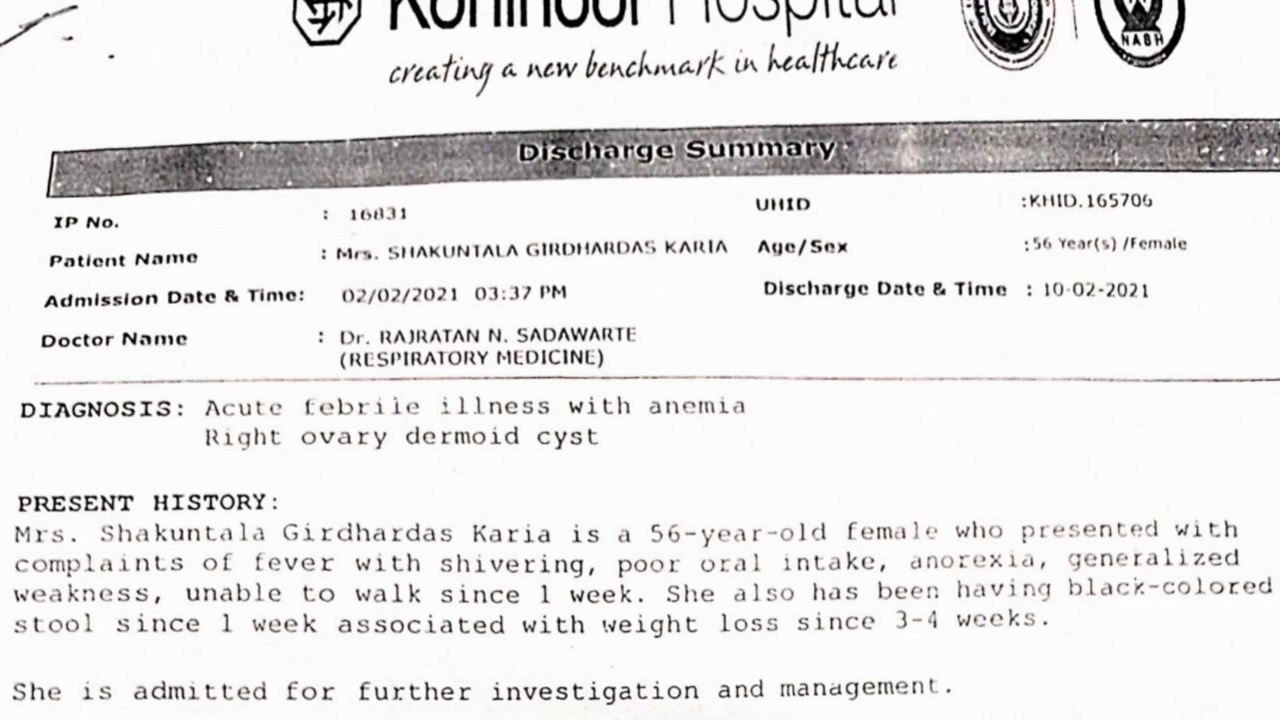 Kohinoor Hospital
creating a new benchmark in healthcare
NABH
Discharge Summary
IP No. : 16831 UHID :KHID.165706
Patient Name : Mrs. SHAKUNTALA GIRDHARDAS KARIA Age/Sex :56 Year(s) /Female
Admission Date & Time: 02/02/2021 03:37 PM Discharge Date & Time : 10-02-2021
Doctor Name : Dr. RAJRATAN N. SADAWARTE
(RESPIRATORY MEDICINE)
DIAGNOSIS: Acute febrile illness with anemia
Right ovary dermoid cyst
PRESENT HISTORY:
Mrs. Shakuntala Girdhardas Karia is a 56-year-old female who presented with
complaints of fever with shivering, poor oral intake, anorexia, generalized
weakness, unable to walk since 1 week. She also has been having black-colored
stool since 1 week associated with weight loss since 3-4 weeks.
She is admitted for further investigation and management.